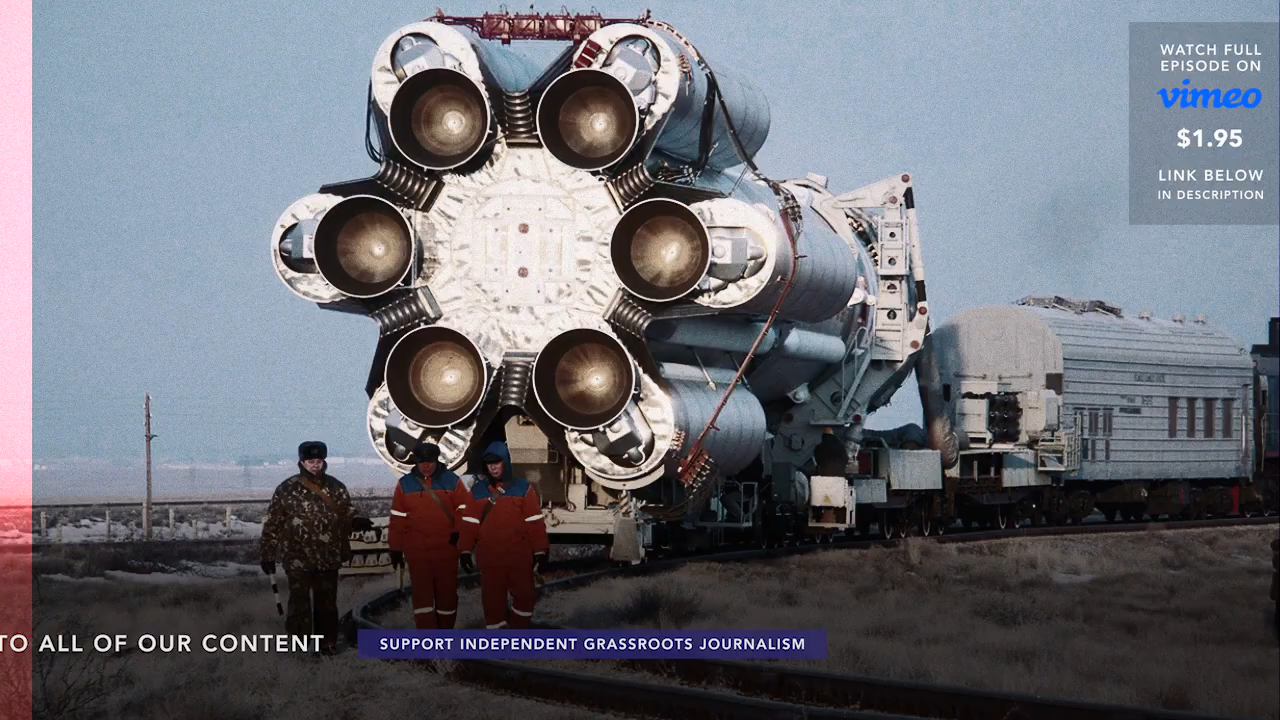 WATCH FULL
EPISODE ON
vimeo
$1.95
LINK BELOW
IN DESCRIPTION
TO ALL OF OUR CONTENT
SUPPORT INDEPENDENT GRASSROOTS JOURNALISM